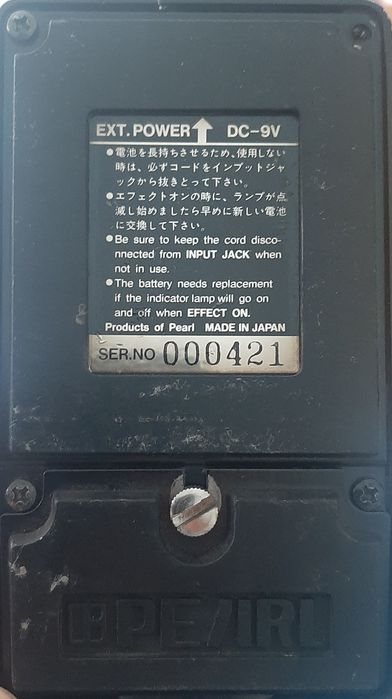 EXT. POWER ↑ DC-9V
●電池を長持ちさせるため、使用しない
時は、必ずコードをインプットジャ
ックから抜きとって下さい。
●エフェクトオンの時に、ランプが点
滅し始めましたら早めに新しい電池
に交換して下さい。
●Be sure to keep the cord disco-
nnected from INPUT JACK when
not in use.
●The battery needs replacement
if the indicator lamp will go on
and off when EFFECT ON.
Products of Pearl MADE IN JAPAN
SER.NO 000421
PEARL